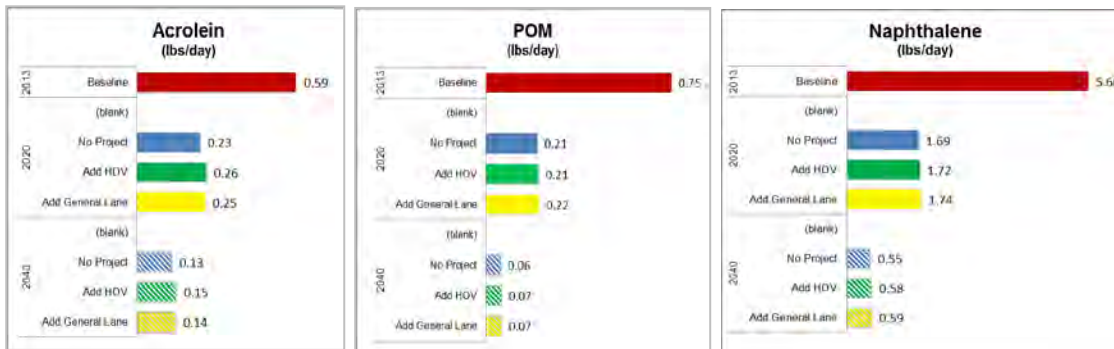 Acrolein
(lbs/day)
2013
Baseline
0.59
2020
(blank)
No Project
0.23
Add HOV
0.26
Add General Lane
0.25
2040
(blank)
No Project
0.13
Add HOV
0.15
Add General Lane
0.14
POM
(lbs/day)
2013
Baseline
0.75
2020
(blank)
No Project
0.21
Add HOV
0.21
Add General Lane
0.22
2040
(blank)
No Project
0.06
Add HOV
0.07
Add General Lane
0.07
Naphthalene
(lbs/day)
2013
Baseline
2020
(blank)
No Project
1.69
Add HOV
1.72
Add General Lane
1.74
2040
(blank)
No Project
0.55
Add HOV
0.58
Add General Lane
0.59